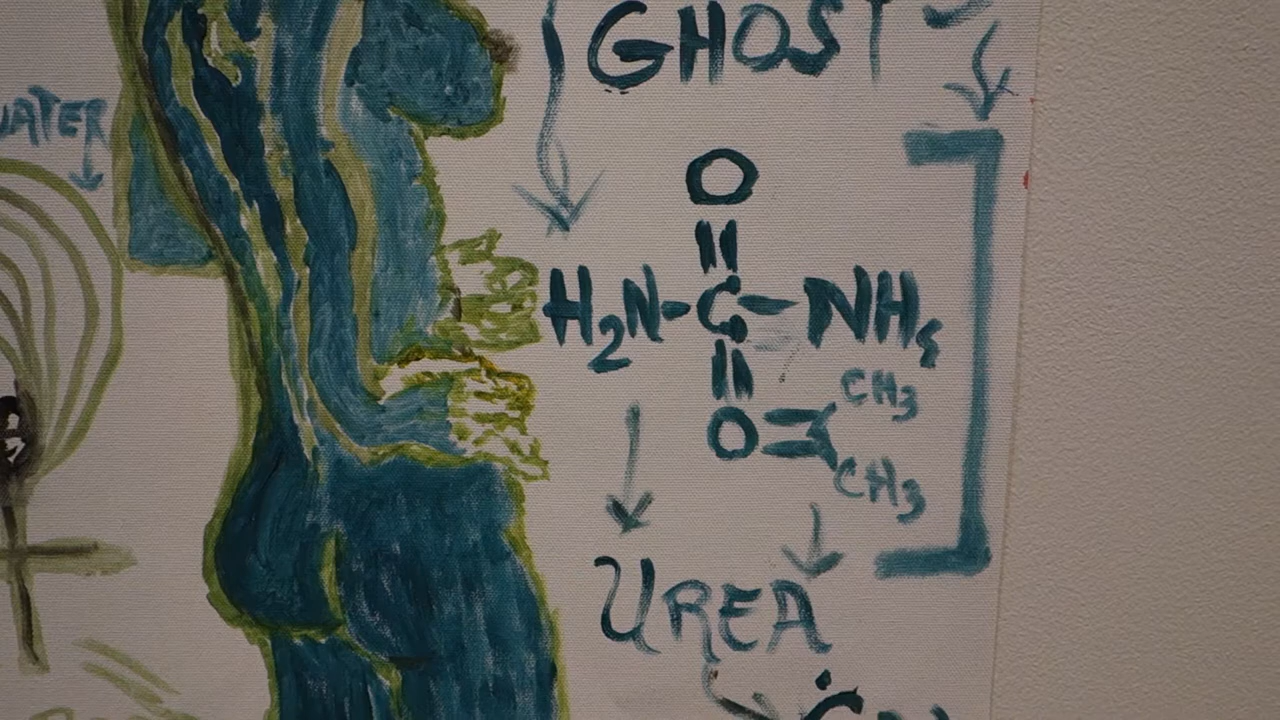 GHOST
WATER
O
||
H₂N-C-NH₅
||
O
CH₃
CH₃
UREA